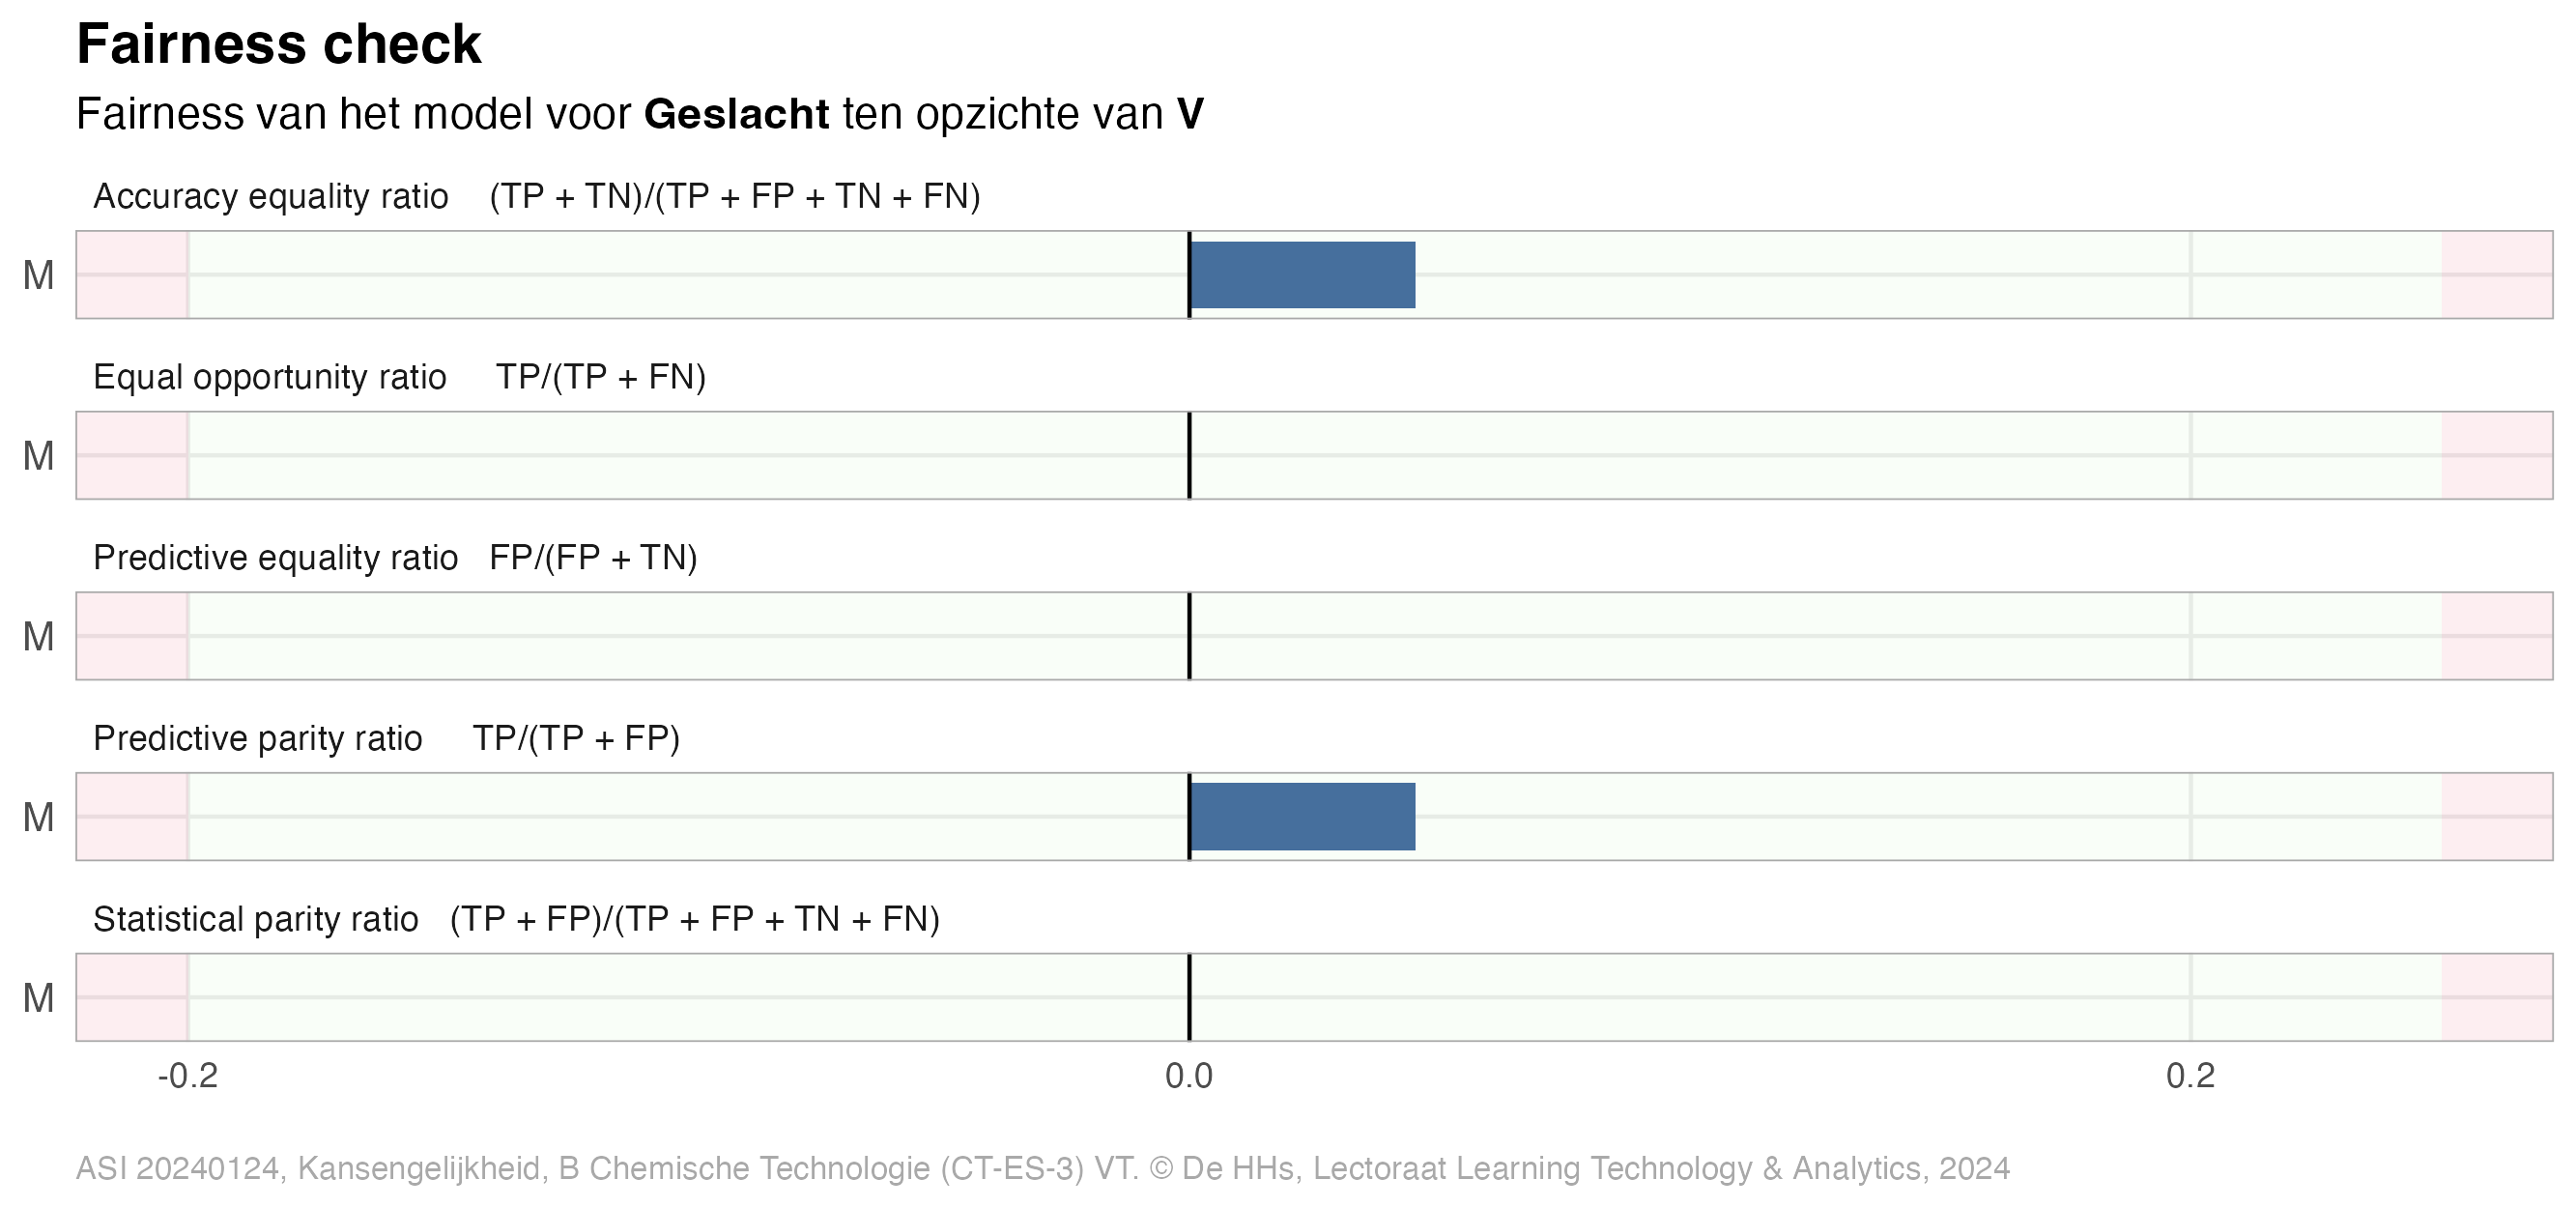 Fairness check
Fairness van het model voor Geslacht ten opzichte van V
Accuracy equality ratio (TP + TN)/(TP + FP + TN + FN)
M
Equal opportunity ratio TP/(TP + FN)
M
Predictive equality ratio FP/(FP + TN)
M
Predictive parity ratio TP/(TP + FP)
M
Statistical parity ratio (TP + FP)/(TP + FP + TN + FN)
M
-0.2 0.0 0.2
ASI 20240124, Kansengelijkheid, B Chemische Technologie (CT-ES-3) VT. © De HHs, Lectoraat Learning Technology & Analytics, 2024